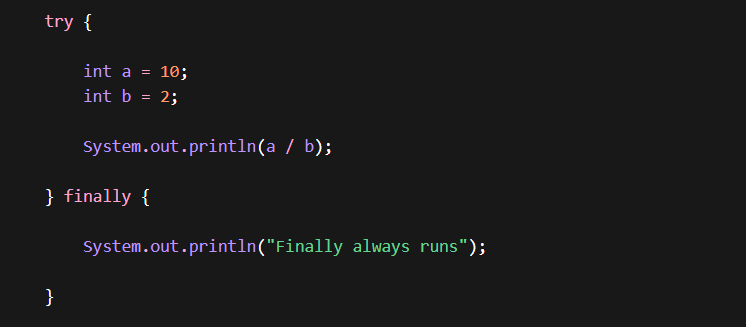 try {
int a = 10;
int b = 2;
System.out.println(a / b);
} finally {
System.out.println("Finally always runs");
}